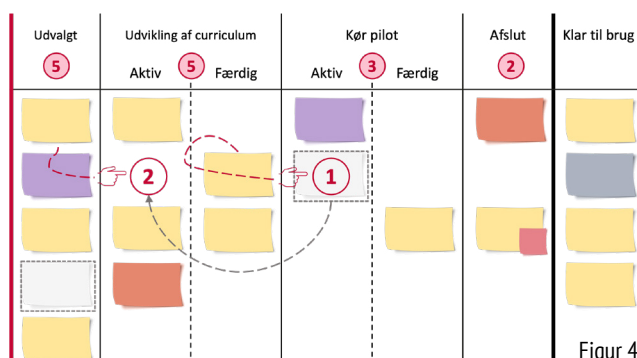 Udvalgt
Udvikling af curriculum
Kør pilot
Afslut
Klar til brug
5
5
3
2
Aktiv
Færdig
Aktiv
Færdig
2
1
Figur 4